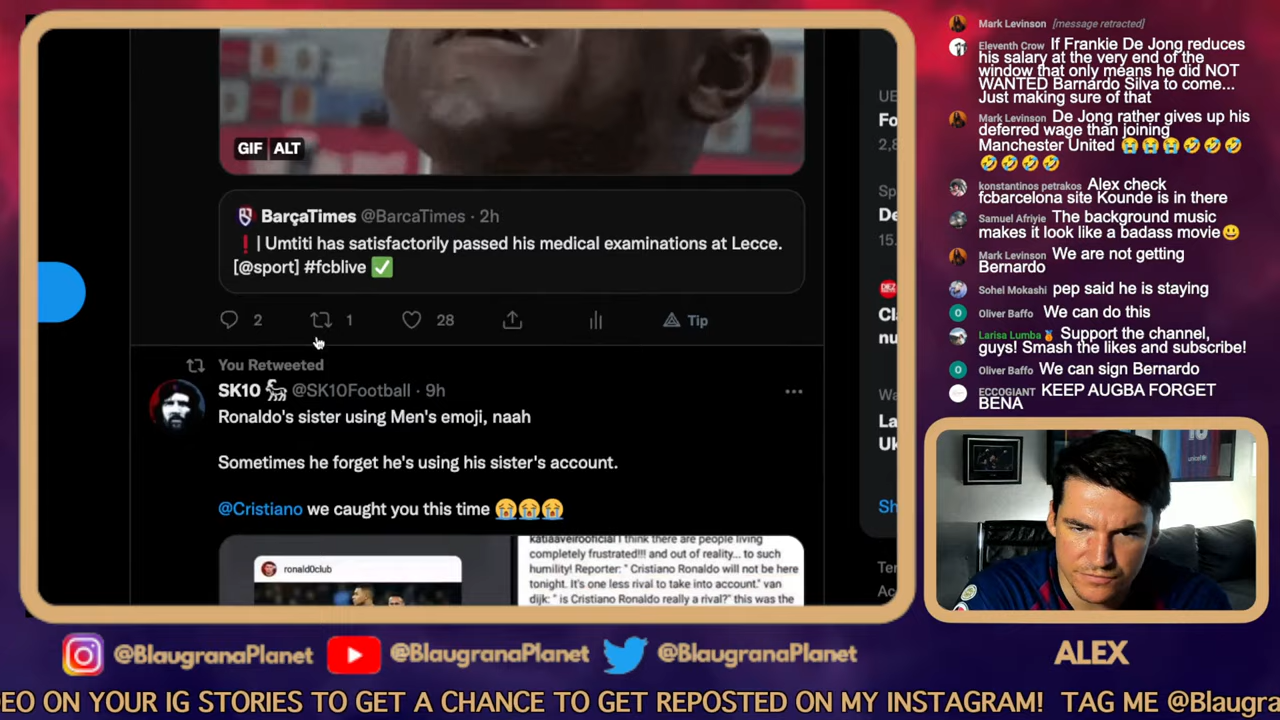 GIF ALT
BarçaTimes @BarcaTimes · 2h
❗| Umtiti has satisfactorily passed his medical examinations at Lecce.
[@sport] #fcblive ✅
2 1 28 Tip
You Retweeted
SK10 @SK10Football · 9h
Ronaldo's sister using Men's emoji, naah
Sometimes he forget he's using his sister's account.
@Cristiano we caught you this time 😭😭😭
ronald0club
katiaaveirooficial I think there are people living
completely frustrated!!! and out of reality... to such
humility! Reporter: " Cristiano Ronaldo will not be here
tonight. It's one less rival to take into account." van
dijk: " is Cristiano Ronaldo really a rival?" this was the
UE
Fo
2,8
Sp
De
15.
DEZ
Cl
nu
Wa
La
Uk
Sh
Ter
Ac
Mark Levinson [message retracted]
Eleventh Crow If Frankie De Jong reduces
his salary at the very end of the
window that only means he did NOT
WANTED Barnardo Silva to come...
Just making sure of that
Mark Levinson De Jong rather gives up his
deferred wage than joining
Manchester United 😭😭😭🤣🤣🤣
🤣🤣🤣🤣
konstantinos petrakos Alex check
fcbarcelona site Kounde is in there
Samuel Afriyie The background music
makes it look like a badass movie😃
Mark Levinson We are not getting
Bernardo
Sohel Mokashi pep said he is staying
O Oliver Baffo We can do this
Larisa Lumba🏅 Support the channel,
guys! Smash the likes and subscribe!
O Oliver Baffo We can sign Bernardo
ECCOGIANT KEEP AUGBA FORGET
BENA
unicef
@BlaugranaPlanet @BlaugranaPlanet @BlaugranaPlanet
ALEX
DEO ON YOUR IG STORIES TO GET A CHANCE TO GET REPOSTED ON MY INSTAGRAM! TAG ME @Blaugra